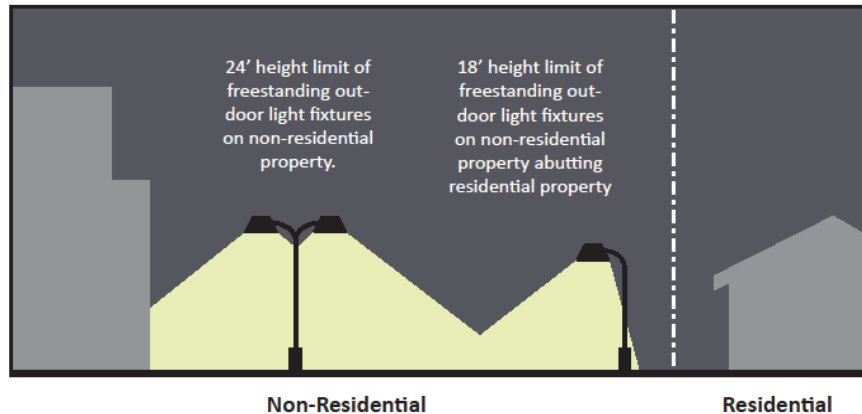 24’ height limit of
freestanding out-
door light fixtures
on non-residential
property.
18’ height limit of
freestanding out-
door light fixtures
on non-residential
property abutting
residential property
Non-Residential
Residential